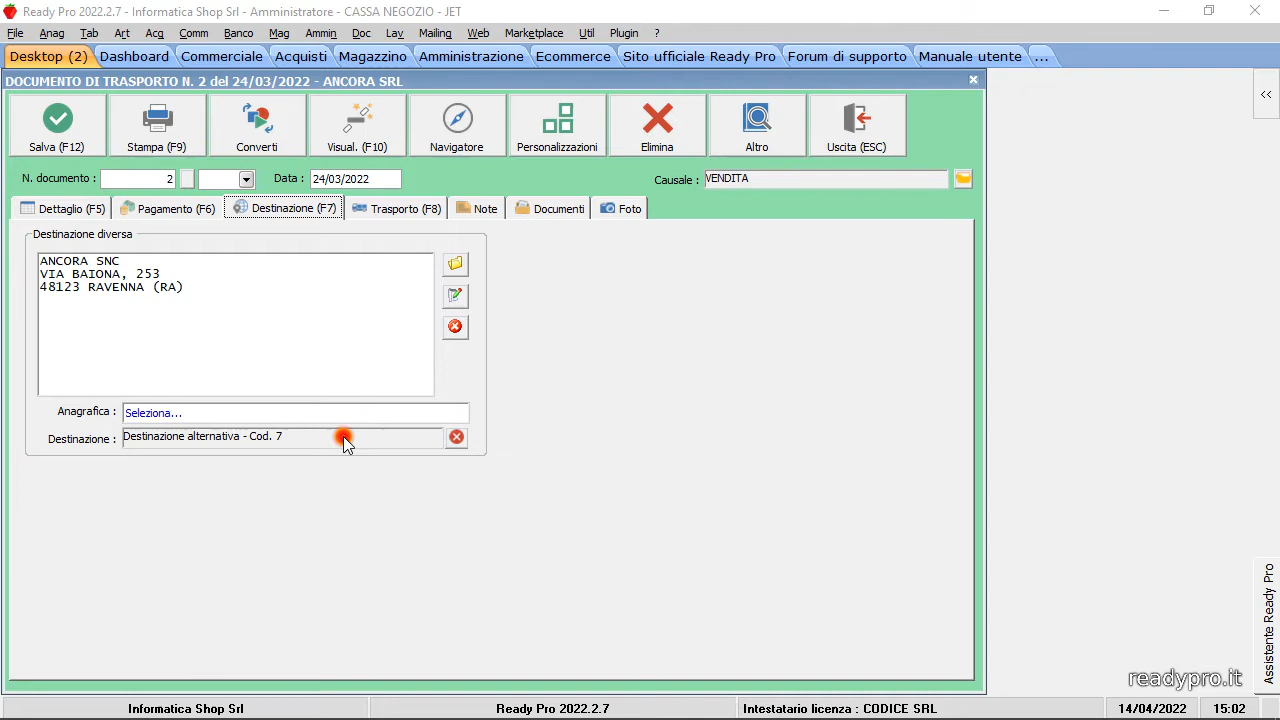 Ready Pro 2022.2.7 - Informatica Shop Srl - Amministratore - CASSA NEGOZIO - JET
File Anag Tab Art Acq Comm Banco Mag Ammin Doc Lav Mailing Web Marketplace Util Plugin ?
Desktop (2) Dashboard Commerciale Acquisti Magazzino Amministrazione Ecommerce Sito ufficiale Ready Pro Forum di supporto Manuale utente ...
DOCUMENTO DI TRASPORTO N. 2 del 24/03/2022 - ANCORA SRL
Salva (F12) Stampa (F9) Converti Visual. (F10) Navigatore Personalizzazioni Elimina Altro Uscita (ESC)
N. documento : 2 Data : 24/03/2022 Causale : VENDITA
Dettaglio (F5) Pagamento (F6) Destinazione (F7) Trasporto (F8) Note Documenti Foto
Destinazione diversa
ANCORA SNC
VIA BAIONA, 253
48123 RAVENNA (RA)
Anagrafica : Seleziona...
Destinazione : Destinazione alternativa - Cod. 7
Assistente Ready Pro
readypro.it
Informatica Shop Srl Ready Pro 2022.2.7 Intestatario licenza : CODICE SRL 14/04/2022 15:02